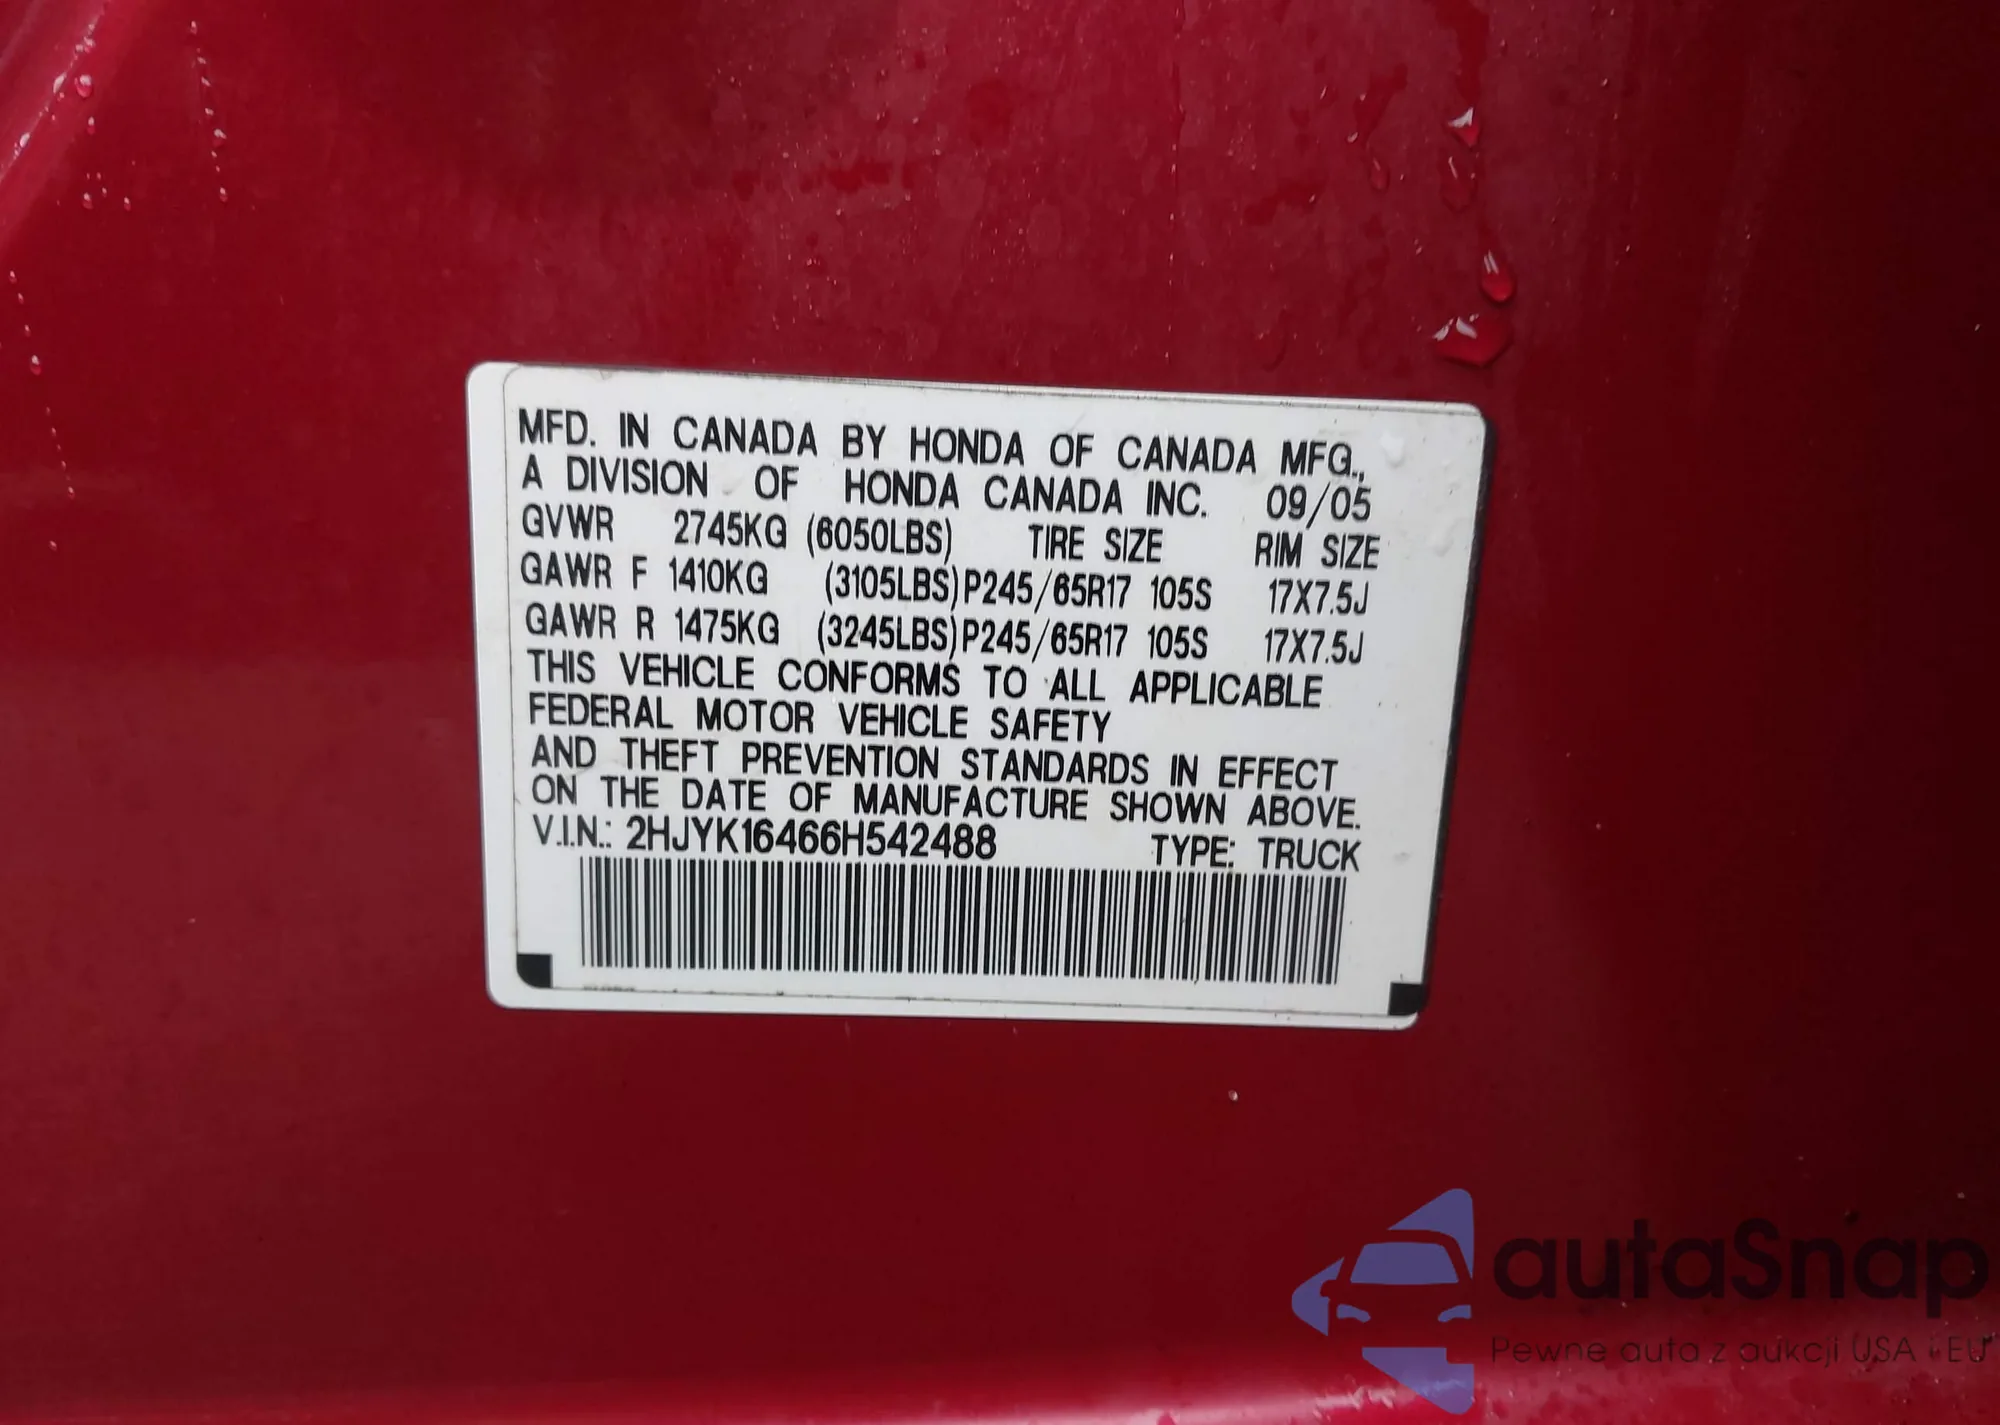 MFD. IN CANADA BY HONDA OF CANADA MFG.,
A DIVISION OF HONDA CANADA INC. 09/05
GVWR 2745KG (6050LBS) TIRE SIZE RIM SIZE
GAWR F 1410KG (3105LBS) P245/65R17 105S 17X7.5J
GAWR R 1475KG (3245LBS) P245/65R17 105S 17X7.5J
THIS VEHICLE CONFORMS TO ALL APPLICABLE
FEDERAL MOTOR VEHICLE SAFETY
AND THEFT PREVENTION STANDARDS IN EFFECT
ON THE DATE OF MANUFACTURE SHOWN ABOVE.
V.I.N.: 2HJYK16466H542488 TYPE: TRUCK
autaSnap
Pewne auta z aukcji USA i EU